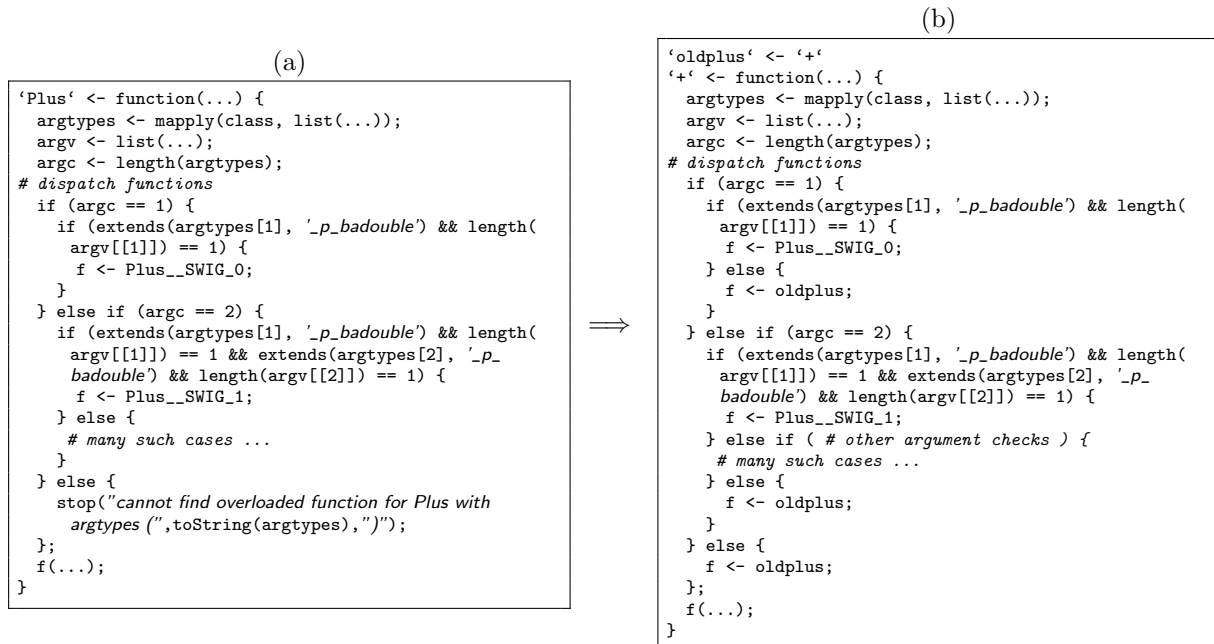 (a)
‘Plus‘ <- function(...) {
argtypes <- mapply(class, list(...));
argv <- list(...);
argc <- length(argtypes);
# dispatch functions
if (argc == 1) {
if (extends(argtypes[1], '_p_badouble') && length(
argv[[1]]) == 1) {
f <- Plus__SWIG_0;
}
} else if (argc == 2) {
if (extends(argtypes[1], '_p_badouble') && length(
argv[[1]]) == 1 && extends(argtypes[2], '_p_
badouble') && length(argv[[2]]) == 1) {
f <- Plus__SWIG_1;
} else {
# many such cases ...
}
} else {
stop("cannot find overloaded function for Plus with
argtypes (",toString(argtypes),")");
};
f(...);
}
⟹
(b)
‘oldplus‘ <- ‘+‘
‘+‘ <- function(...) {
argtypes <- mapply(class, list(...));
argv <- list(...);
argc <- length(argtypes);
# dispatch functions
if (argc == 1) {
if (extends(argtypes[1], '_p_badouble') && length(
argv[[1]]) == 1) {
f <- Plus__SWIG_0;
} else {
f <- oldplus;
}
} else if (argc == 2) {
if (extends(argtypes[1], '_p_badouble') && length(
argv[[1]]) == 1 && extends(argtypes[2], '_p_
badouble') && length(argv[[2]]) == 1) {
f <- Plus__SWIG_1;
} else if ( # other argument checks ) {
# many such cases ...
} else {
f <- oldplus;
}
} else {
f <- oldplus;
};
f(...);
}